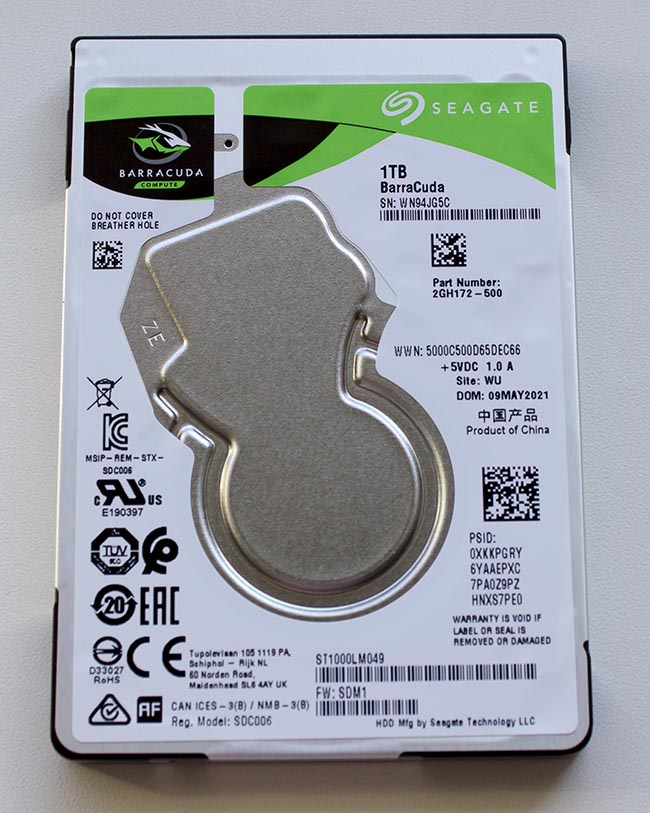 SEAGATE
BARRACUDA
COMPUTE
1TB
BarraCuda
SN: WN94JG5C
DO NOT COVER
BREATHER HOLE
Part Number:
2GH172-500
ZE
WWN: 5000C500D65DEC66
+5VDC 1.0 A
Site: WU
DOM: 09MAY2021
中国产品
Product of China
MSIP-REM-STX-
SDC006
c RU ® US
E190397
TUV
PSID:
0XKKPGRY
6YAAEPXC
7PA0Z9PZ
HNXS7PE0
WARRANTY IS VOID IF
LABEL OR SEAL IS
REMOVED OR DAMAGED
20 EAC
D33027
RoHS
CE
Tupolevlaan 105 1119 PA,
Schiphol - Rijk NL
60 Norden Road,
Maidenhead SL6 4AY UK
ST1000LM049
FW: SDM1
AF
CAN ICES-3(B) / NMB-3(B)
Reg. Model: SDC006
HDD Mfg by Seagate Technology LLC